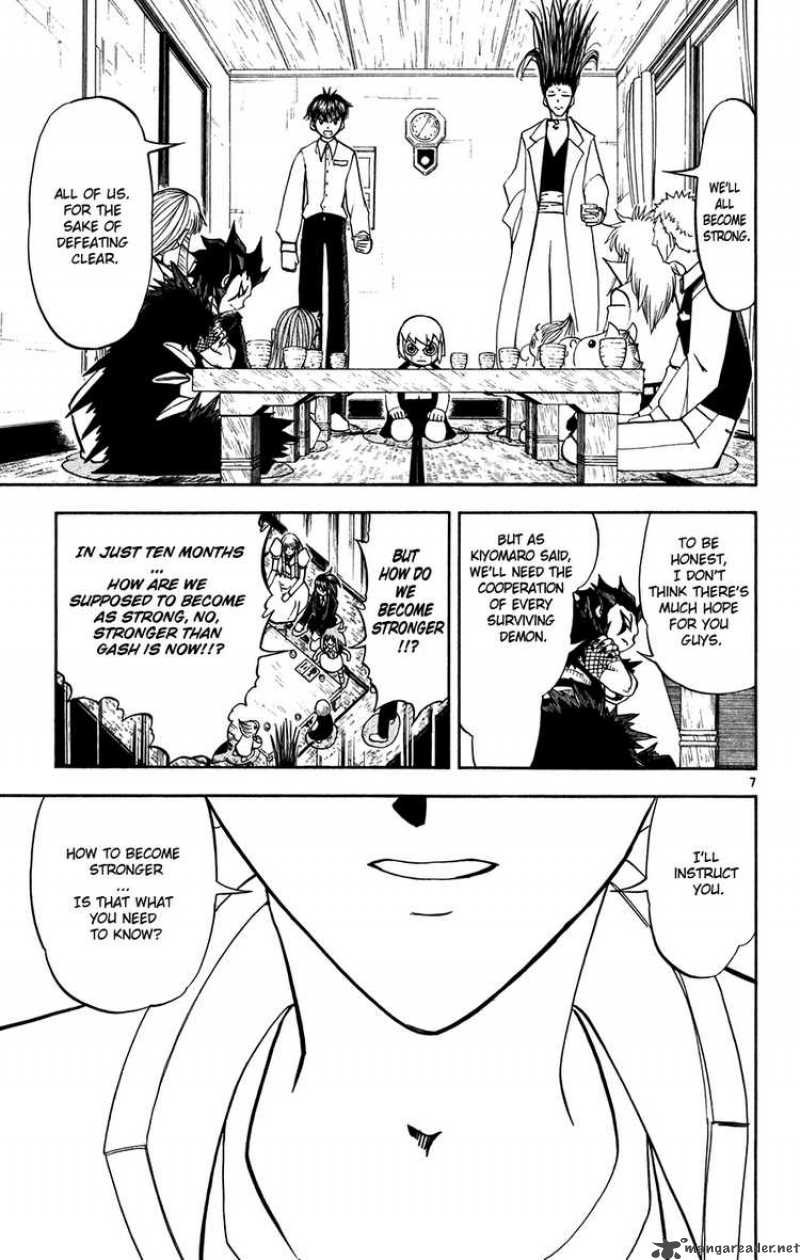 WE'LL
ALL
BECOME
STRONG.
ALL OF US.
FOR THE
SAKE OF
DEFEATING
CLEAR.
TO BE
HONEST,
I DON'T
THINK THERE'S
MUCH HOPE
FOR YOU
GUYS.
BUT AS
KIYOMARO SAID,
WE'LL NEED THE
COOPERATION
OF EVERY
SURVIVING
DEMON.
BUT
HOW DO
WE
BECOME
STRONGER
!!?
IN JUST TEN MONTHS
...
HOW ARE WE
SUPPOSED TO BECOME
AS STRONG, NO,
STRONGER THAN
GASH IS NOW!!?
7
I'LL
INSTRUCT
YOU.
HOW TO BECOME
STRONGER
...
IS THAT WHAT
YOU NEED
TO KNOW?
mangareader.net